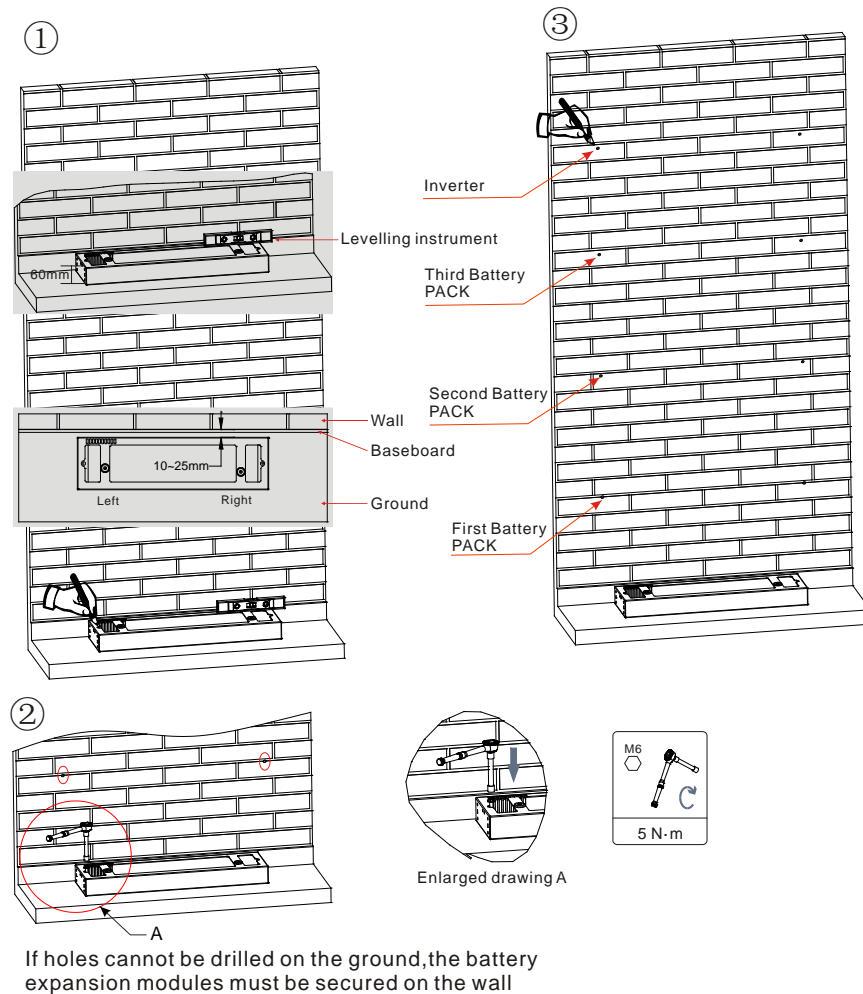 ①
Levelling instrument
60mm
Wall
Baseboard
10~25mm
Left
Right
Ground
③
Inverter
Third Battery
PACK
Second Battery
PACK
First Battery
PACK
②
A
Enlarged drawing A
M6
5 N·m
If holes cannot be drilled on the ground,the battery
expansion modules must be secured on the wall